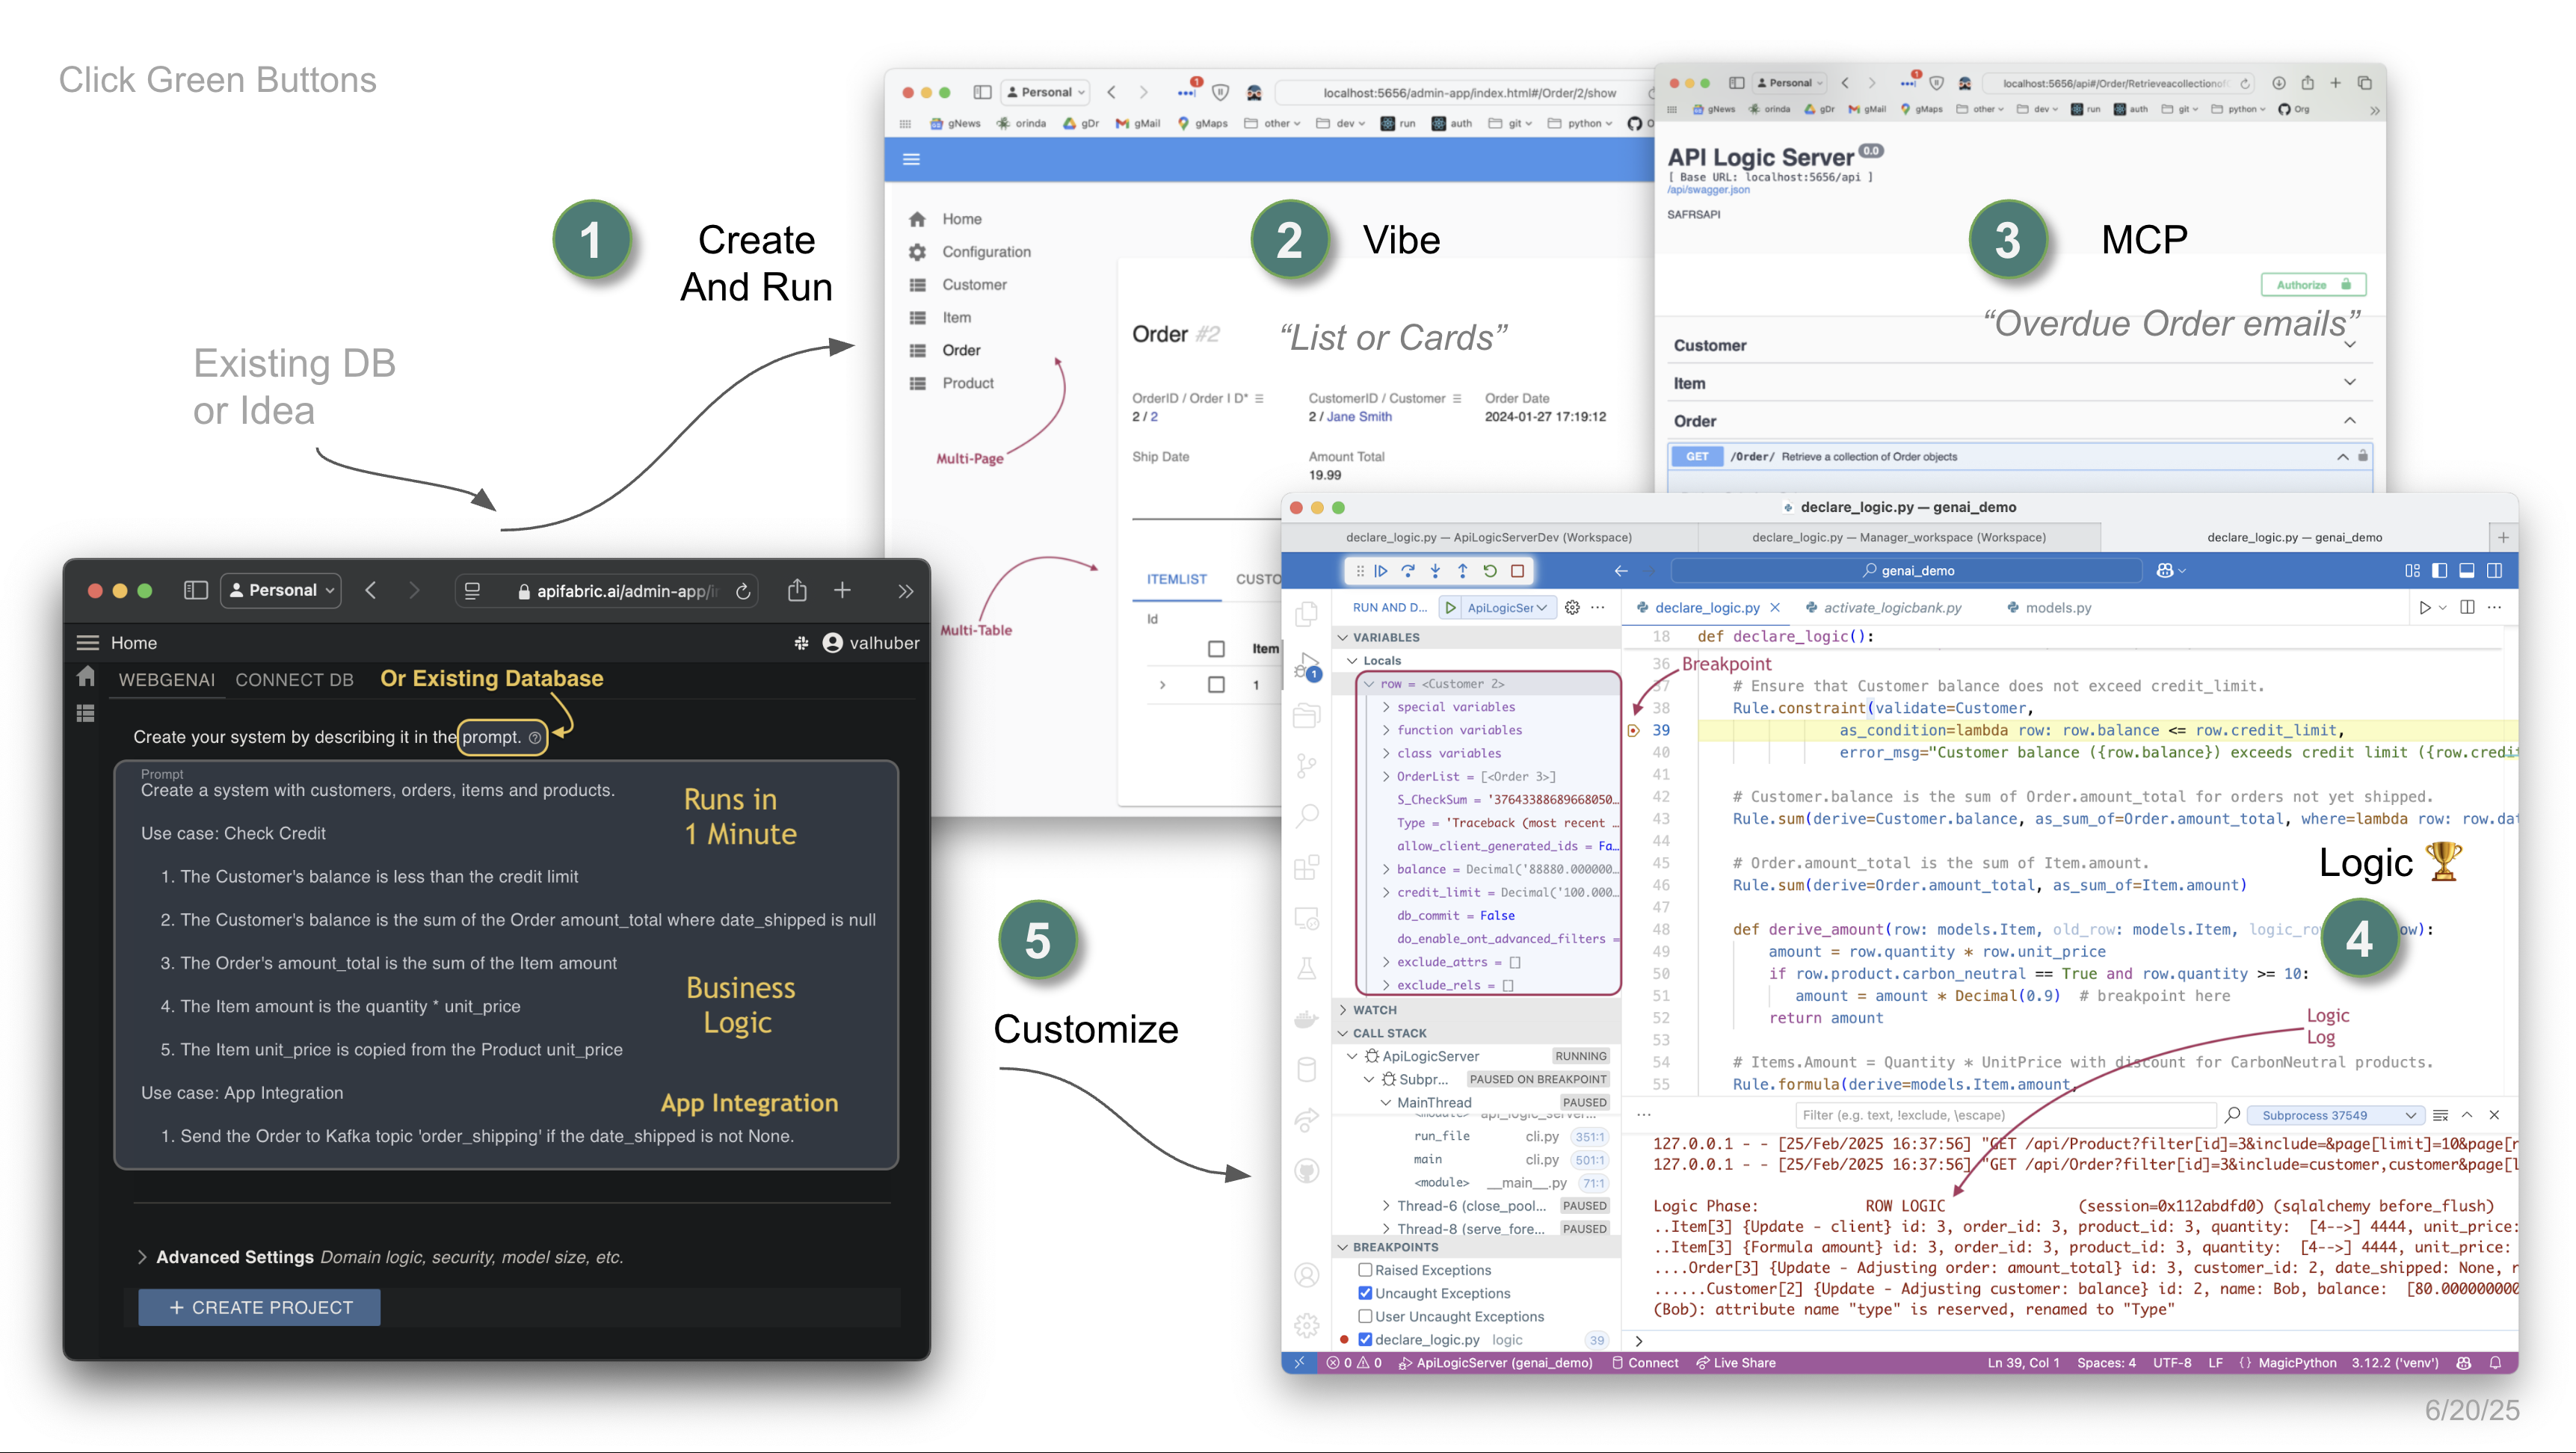 Click Green Buttons
1
Create
And Run
Existing DB
or Idea
Personal
apifabric.ai/admin-app/i
Home
valhuber
WEBGENAI
CONNECT DB
Or Existing Database
Create your system by describing it in the prompt.
Prompt
Create a system with customers, orders, items and products.
Runs in
1 Minute
Use case: Check Credit
1. The Customer's balance is less than the credit limit
2. The Customer's balance is the sum of the Order amount_total where date_shipped is null
3. The Order's amount_total is the sum of the Item amount
Business
Logic
4. The Item amount is the quantity * unit_price
5. The Item unit_price is copied from the Product unit_price
Use case: App Integration
App Integration
1. Send the Order to Kafka topic 'order_shipping' if the date_shipped is not None.
Advanced Settings Domain logic, security, model size, etc.
+ CREATE PROJECT
Personal
1
localhost:5656/admin-app/index.html#/Order/2/show
gNews
orinda
gDr
gMail
gMaps
other
dev
run
auth
git
python
O
Home
Configuration
Customer
Item
Order
Product
2
Vibe
Order #2
"List or Cards"
OrderID / Order I D*
2 / 2
CustomerID / Customer
2 / Jane Smith
Order Date
2024-01-27 17:19:12
Ship Date
Amount Total
19.99
Multi-Page
Multi-Table
ITEMLIST
CUSTO
Id
Item
1
Personal
1
localhost:5656/api#/Order/Retrieveacollectionof
gNews
orinda
gDr
gMail
gMaps
other
dev
run
auth
git
python
Org
API Logic Server 0.0
[ Base URL: localhost:5656/api ]
/api/swagger.json
SAFRSAPI
3
MCP
Authorize
"Overdue Order emails"
Customer
Item
Order
GET /Order/ Retrieve a collection of Order objects
5
Customize
declare_logic.py — genai_demo
declare_logic.py — ApiLogicServerDev (Workspace)
declare_logic.py — Manager_workspace (Workspace)
declare_logic.py — genai_demo
genai_demo
RUN AND D...
ApiLogicSer
1
VARIABLES
Locals
row = <Customer 2>
special variables
function variables
class variables
OrderList = [<Order 3>]
S_CheckSum = '37643388689668050…
Type = 'Traceback (most recent …
allow_client_generated_ids = Fa…
balance = Decimal('88880.000000…
credit_limit = Decimal('100.000…
db_commit = False
do_enable_ont_advanced_filters =
exclude_attrs = []
exclude_rels = []
WATCH
CALL STACK
ApiLogicServer RUNNING
Subpr... PAUSED ON BREAKPOINT
MainThread PAUSED
<module> api_logic_server...
run_file cli.py 351:1
main cli.py 501:1
<module> __main__.py 71:1
Thread-6 (close_pool... PAUSED
Thread-8 (serve_fore... PAUSED
BREAKPOINTS
Raised Exceptions
Uncaught Exceptions
User Uncaught Exceptions
declare_logic.py logic 39
declare_logic.py
activate_logicbank.py
models.py
18 def declare_logic():
36 Breakpoint
37 # Ensure that Customer balance does not exceed credit_limit.
38 Rule.constraint(validate=Customer,
39 as_condition=lambda row: row.balance <= row.credit_limit,
40 error_msg="Customer balance ({row.balance}) exceeds credit limit ({row.credit
41
42 # Customer.balance is the sum of Order.amount_total for orders not yet shipped.
43 Rule.sum(derive=Customer.balance, as_sum_of=Order.amount_total, where=lambda row: row.dat
44
45 # Order.amount_total is the sum of Item.amount.
46 Rule.sum(derive=Order.amount_total, as_sum_of=Item.amount)
47
48 def derive_amount(row: models.Item, old_row: models.Item, logic_ro ow):
49 amount = row.quantity * row.unit_price
50 if row.product.carbon_neutral == True and row.quantity >= 10:
51 amount = amount * Decimal(0.9) # breakpoint here
52 return amount
53
54 # Items.Amount = Quantity * UnitPrice with discount for CarbonNeutral products.
55 Rule.formula(derive=models.Item.amount,
Logic
4
Logic
Log
Filter (e.g. text, !exclude, \escape)
Subprocess 37549
127.0.0.1 - - [25/Feb/2025 16:37:56] "GET /api/Product?filter[id]=3&include=&page[limit]=10&page[
127.0.0.1 - - [25/Feb/2025 16:37:56] "GET /api/Order?filter[id]=3&include=customer,customer&page[
Logic Phase: ROW LOGIC (session=0x112abdfd0) (sqlalchemy before_flush)
..Item[3] {Update - client} id: 3, order_id: 3, product_id: 3, quantity: [4-->] 4444, unit_price:
..Item[3] {Formula amount} id: 3, order_id: 3, product_id: 3, quantity: [4-->] 4444, unit_price:
....Order[3] {Update - Adjusting order: amount_total} id: 3, customer_id: 2, date_shipped: None, r
......Customer[2] {Update - Adjusting customer: balance} id: 2, name: Bob, balance: [80.000000000
(Bob): attribute name "type" is reserved, renamed to "Type"
0 0
ApiLogicServer (genai_demo)
Connect
Live Share
Ln 39, Col 1
Spaces: 4
UTF-8
LF
MagicPython
3.12.2 ('venv')
6/20/25